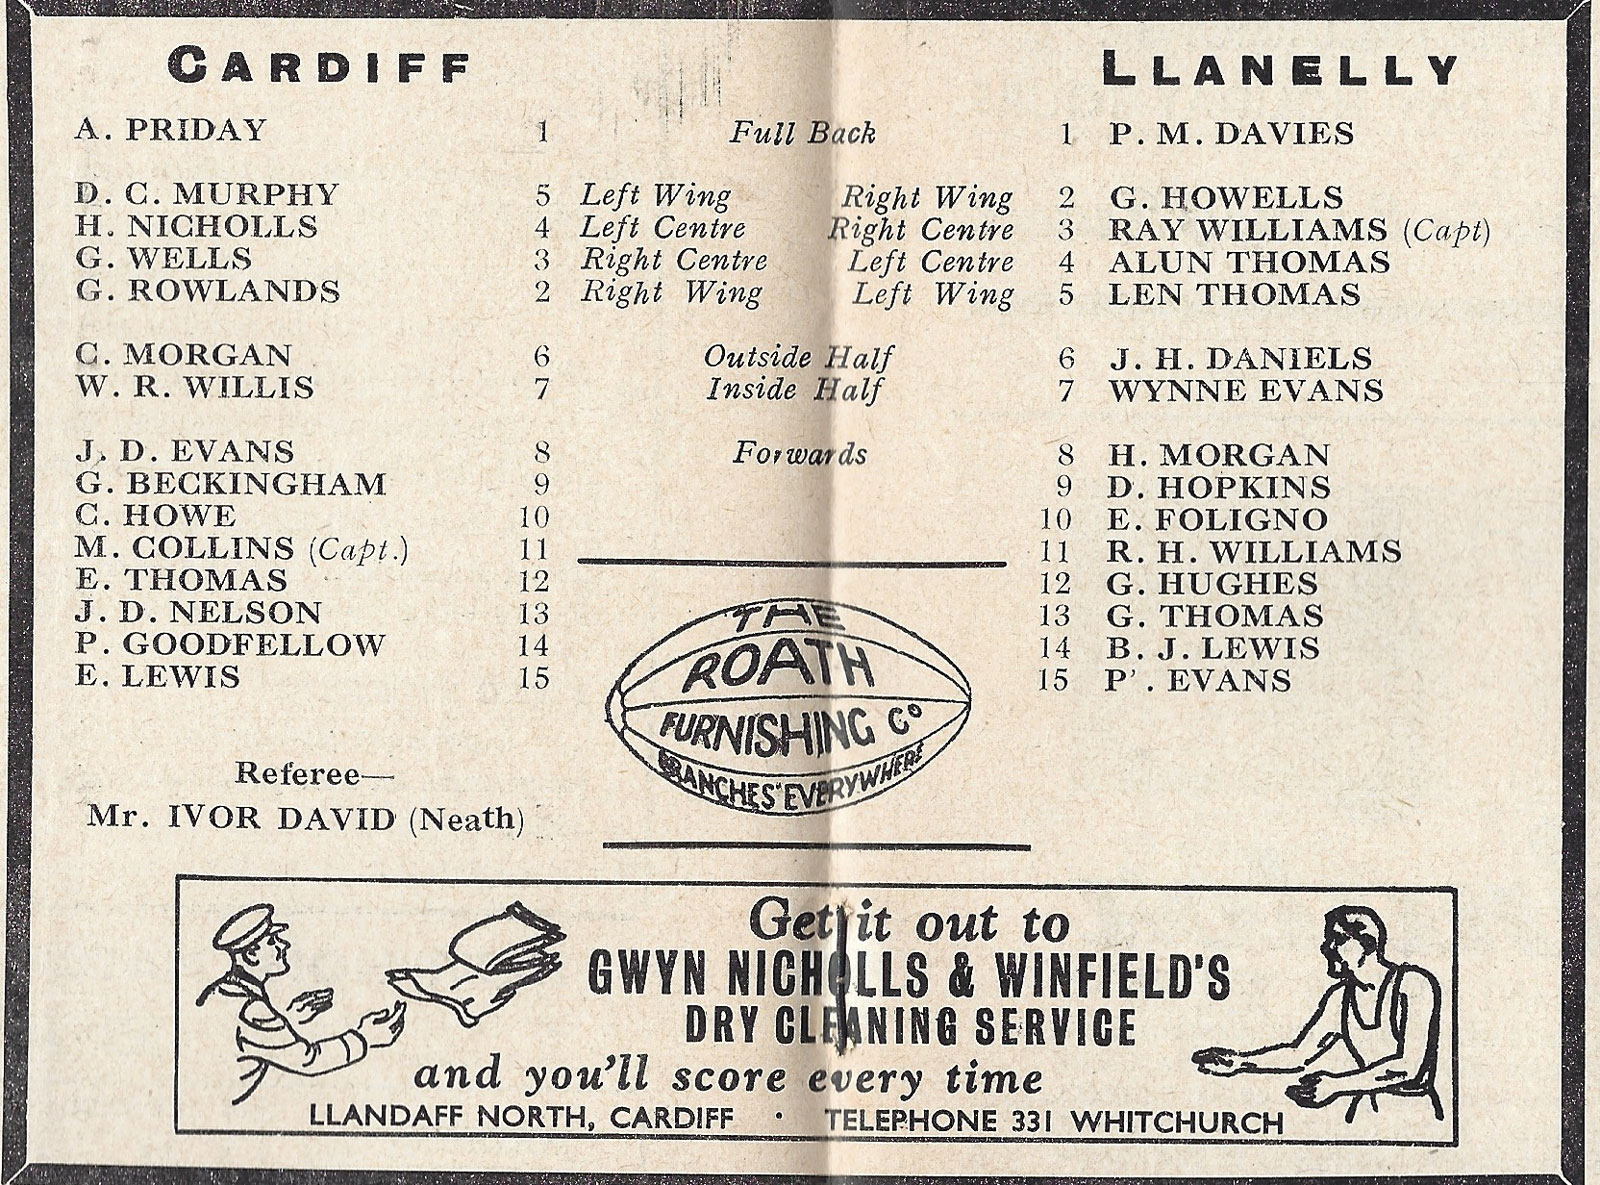 CARDIFF LLANELLY
A. PRIDAY 1 Full Back 1 P. M. DAVIES
D. C. MURPHY 5 Left Wing Right Wing 2 G. HOWELLS
H. NICHOLLS 4 Left Centre Right Centre 3 RAY WILLIAMS (Capt)
G. WELLS 3 Right Centre Left Centre 4 ALUN THOMAS
G. ROWLANDS 2 Right Wing Left Wing 5 LEN THOMAS
C. MORGAN 6 Outside Half 6 J. H. DANIELS
W. R. WILLIS 7 Inside Half 7 WYNNE EVANS
J. D. EVANS 8 Forwards 8 H. MORGAN
G. BECKINGHAM 9 9 D. HOPKINS
C. HOWE 10 10 E. FOLIGNO
M. COLLINS (Capt.) 11 11 R. H. WILLIAMS
E. THOMAS 12 12 G. HUGHES
J. D. NELSON 13 13 G. THOMAS
P. GOODFELLOW 14 14 B. J. LEWIS
E. LEWIS 15 15 P'. EVANS
THE
ROATH
FURNISHING Co
BRANCHES EVERYWHERE
Referee—
Mr. IVOR DAVID (Neath)
Get it out to
GWYN NICHOLLS & WINFIELD'S
DRY CLEANING SERVICE
and you'll score every time
LLANDAFF NORTH, CARDIFF · TELEPHONE 331 WHITCHURCH